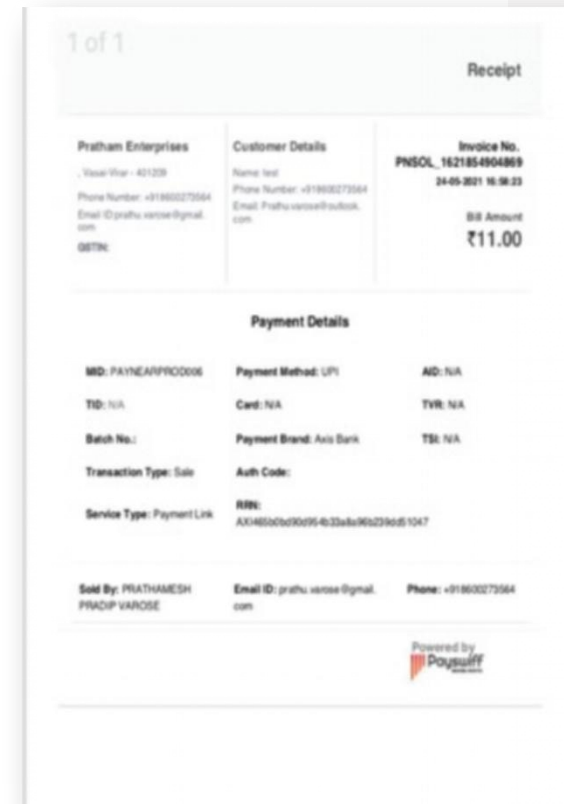 1 of 1
Receipt
Pratham Enterprises
, Vasai-Virar - 401209
Phone Number: +918600273564
Email ID:prathu.varose@gmail.
com
GSTIN:
Customer Details
Name: test
Phone Number: +918600273564
Email: Prathu.varose@outlook.
com
Invoice No.
PNSOL_1621854904869
24-05-2021 16:58:23
Bill Amount
₹11.00
Payment Details
MID: PAYNEARPROD006
Payment Method: UPI
AID: N/A
TID: N/A
Card: N/A
TVR: N/A
Batch No.:
Payment Brand: Axis Bank
TSI: N/A
Transaction Type: Sale
Auth Code:
Service Type: Payment Link
RRN:
Sold By: PRATHAMESH
PRADIP VAROSE
Email ID: prathu.varose@gmail.
com
Phone: +918600273564
Powered by
Payswiff